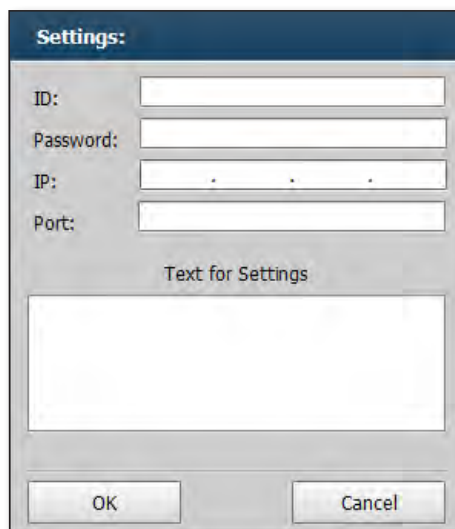 Settings:
ID:
Password:
IP:
. . .
Port:
Text for Settings
OK Cancel